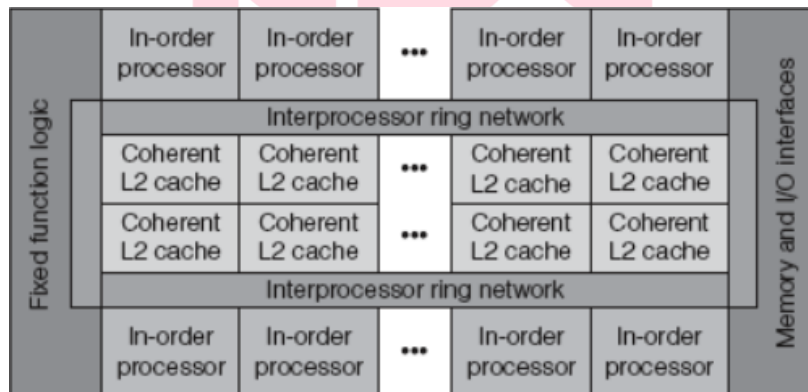 Fixed function logic
In-order processor
In-order processor
...
In-order processor
In-order processor
Interprocessor ring network
Coherent L2 cache
Coherent L2 cache
...
Coherent L2 cache
Coherent L2 cache
Coherent L2 cache
Coherent L2 cache
...
Coherent L2 cache
Coherent L2 cache
Interprocessor ring network
In-order processor
In-order processor
...
In-order processor
In-order processor
Memory and I/O interfaces